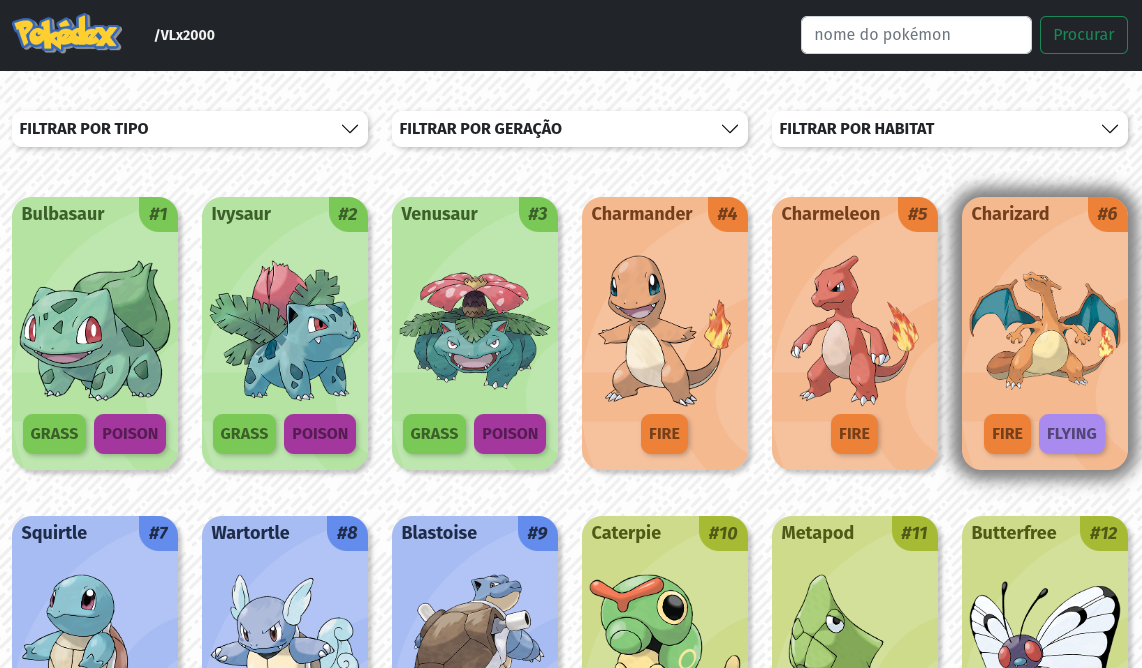 Pokédex /VLx2000 nome do pokémon Procurar
FILTRAR POR TIPO FILTRAR POR GERAÇÃO FILTRAR POR HABITAT
Bulbasaur #1 Ivysaur #2 Venusaur #3 Charmander #4 Charmeleon #5 Charizard #6
GRASS POISON GRASS POISON GRASS POISON FIRE FIRE FIRE FLYING
Squirtle #7 Wartortle #8 Blastoise #9 Caterpie #10 Metapod #11 Butterfree #12